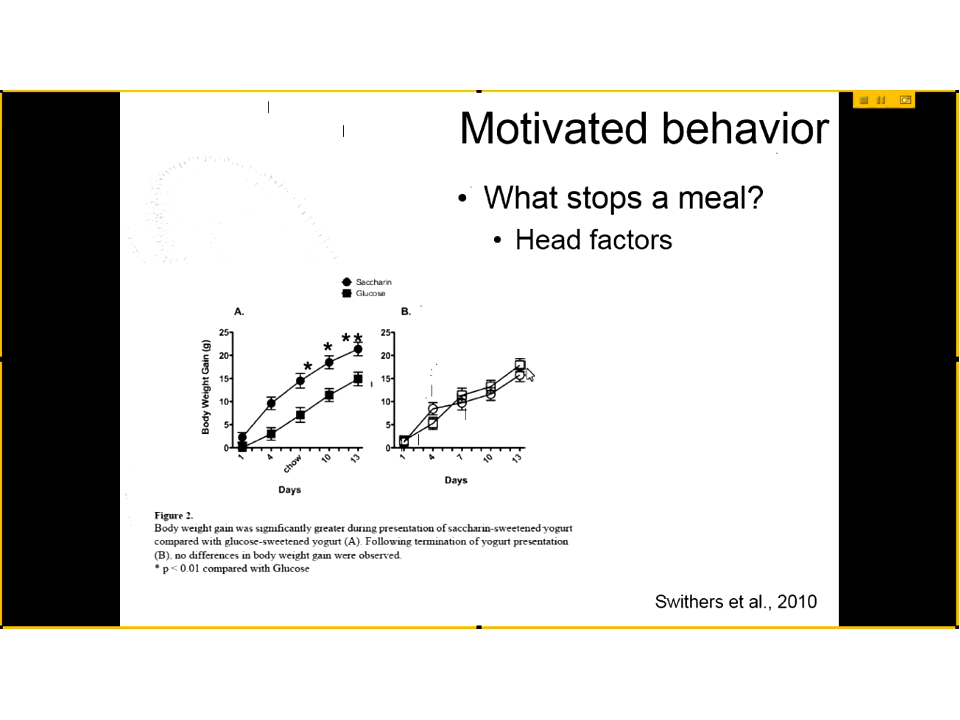 Motivated behavior
• What stops a meal?
• Head factors
Saccharin
Glucose
A.
B.
Body Weight Gain (g)
25
20
15
10
5
0
* * **
1 4 chow 10 13
Days
25
20
15
10
5
0
1 4 7 10 13
Days
Figure 2.
Body weight gain was significantly greater during presentation of saccharin-sweetened yogurt
compared with glucose-sweetened yogurt (A). Following termination of yogurt presentation
(B), no differences in body weight gain were observed.
* p < 0.01 compared with Glucose
Swithers et al., 2010